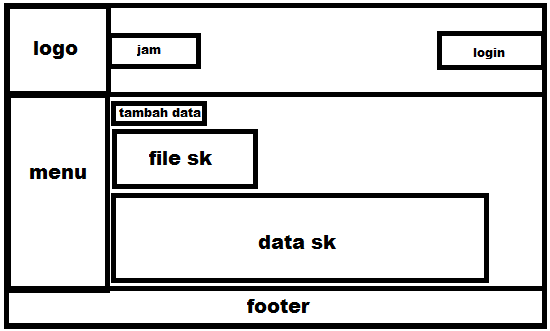 logo
jam
login
tambah data
file sk
menu
data sk
footer